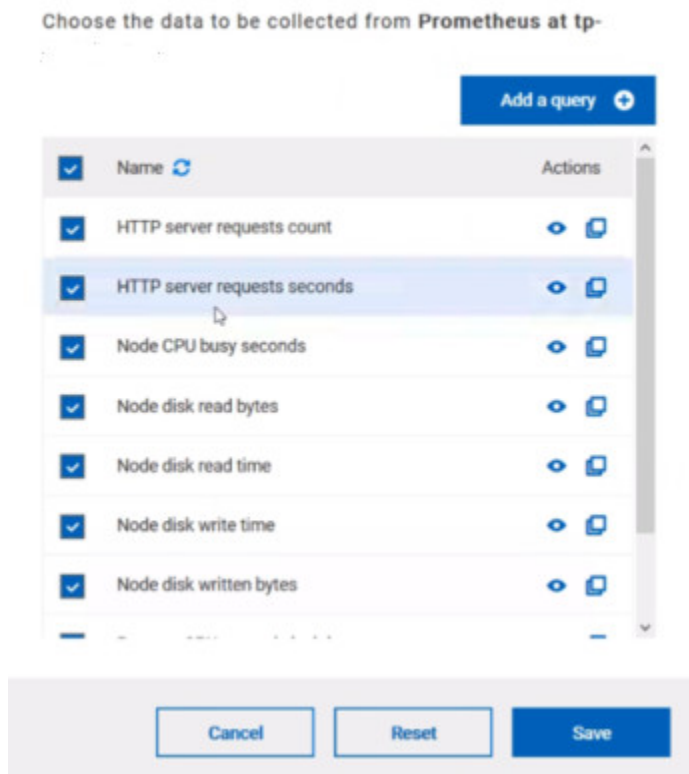 Choose the data to be collected from Prometheus at tp-
Add a query
Name Actions
HTTP server requests count
HTTP server requests seconds
Node CPU busy seconds
Node disk read bytes
Node disk read time
Node disk write time
Node disk written bytes
Cancel Reset Save